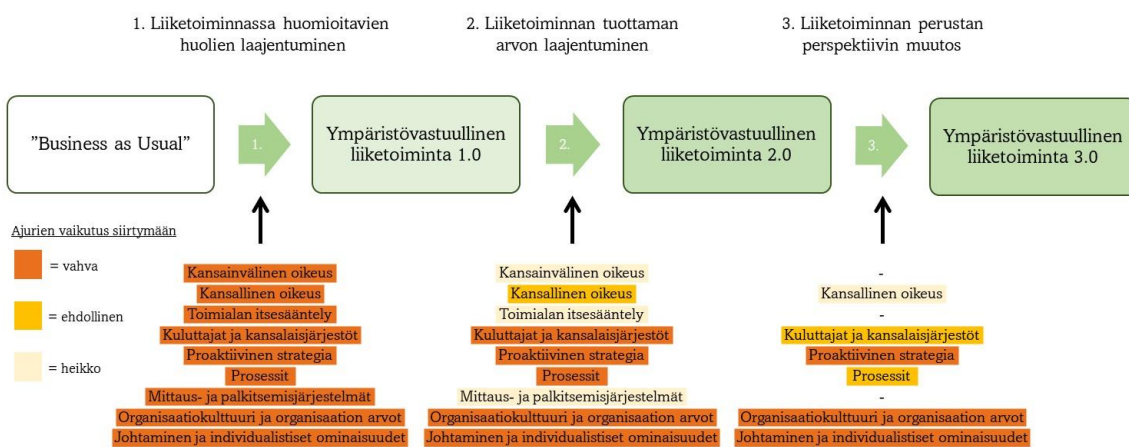 1. Liiketoiminnassa huomioitavien
huolien laajentuminen
2. Liiketoiminnan tuottaman
arvon laajentuminen
3. Liiketoiminnan perustan
perspektiivin muutos
"Business as Usual"
1.
Ympäristövastuullinen
liiketoiminta 1.0
2.
Ympäristövastuullinen
liiketoiminta 2.0
3.
Ympäristövastuullinen
liiketoiminta 3.0
Ajurien vaikutus siirtymään
= vahva
= ehdollinen
= heikko
Kansainvälinen oikeus
Kansallinen oikeus
Toimialan itsesääntely
Kuluttajat ja kansalaisjärjestöt
Proaktiivinen strategia
Prosessit
Mittaus- ja palkitsemisjärjestelmät
Organisaatiokulttuuri ja organisaation arvot
Johtaminen ja individualistiset ominaisuudet
Kansainvälinen oikeus
Kansallinen oikeus
Toimialan itsesääntely
Kuluttajat ja kansalaisjärjestöt
Proaktiivinen strategia
Prosessit
Mittaus- ja palkitsemisjärjestelmät
Organisaatiokulttuuri ja organisaation arvot
Johtaminen ja individualistiset ominaisuudet
-
Kansallinen oikeus
-
Kuluttajat ja kansalaisjärjestöt
Proaktiivinen strategia
Prosessit
-
Organisaatiokulttuuri ja organisaation arvot
Johtaminen ja individualistiset ominaisuudet